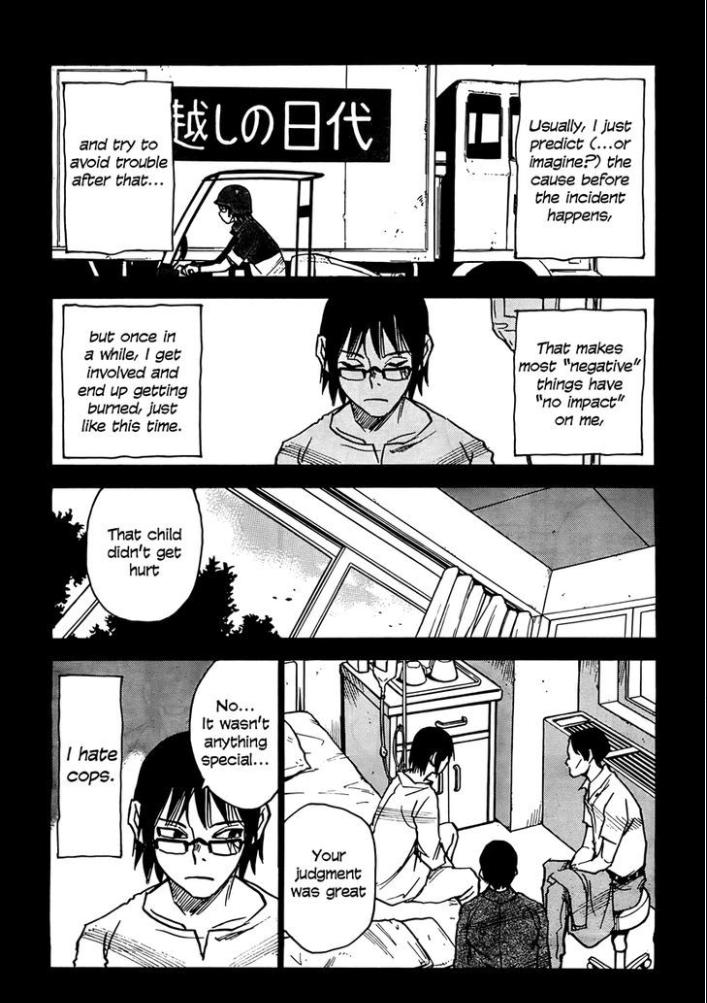 Usually, I just
predict (...or
imagine?) the
cause before
the incident
happens,
越しの日代
and try to
avoid trouble
after that...
That makes
most "negative"
things have
"no impact"
on me,
but once in
a while, I get
involved and
end up getting
burned, just
like this time.
That child
didn't get
hurt
Your
judgment
was great
No...
It wasn't
anything
special...
I hate
cops.